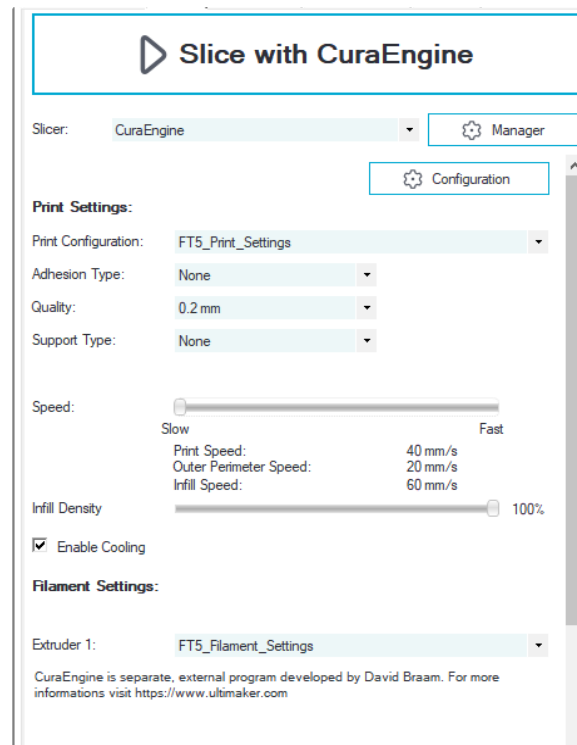 Slice with CuraEngine
Slicer: CuraEngine Manager
Configuration
Print Settings:
Print Configuration: FT5_Print_Settings
Adhesion Type: None
Quality: 0.2 mm
Support Type: None
Speed:
Slow Fast
Print Speed: 40 mm/s
Outer Perimeter Speed: 20 mm/s
Infill Speed: 60 mm/s
Infill Density 100%
Enable Cooling
Filament Settings:
Extruder 1: FT5_Filament_Settings
CuraEngine is separate, external program developed by David Braam. For more
informations visit https://www.ultimaker.com